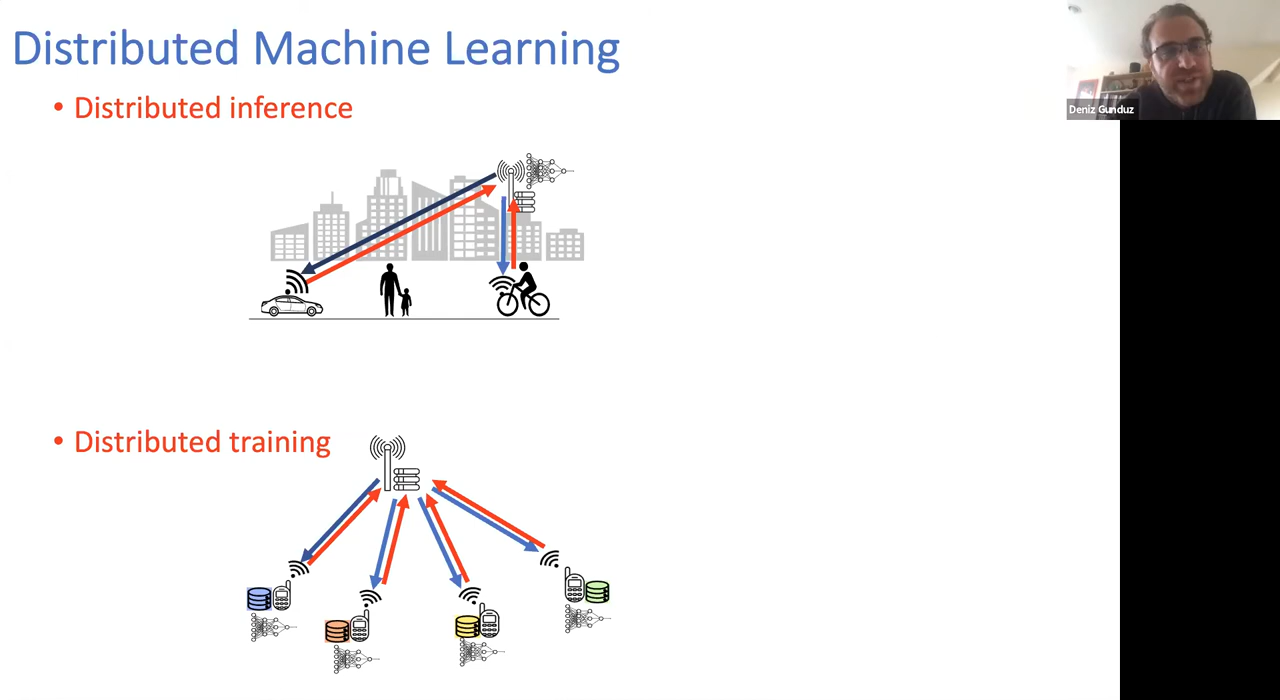 Distributed Machine Learning
• Distributed inference
Deniz Gunduz
• Distributed training